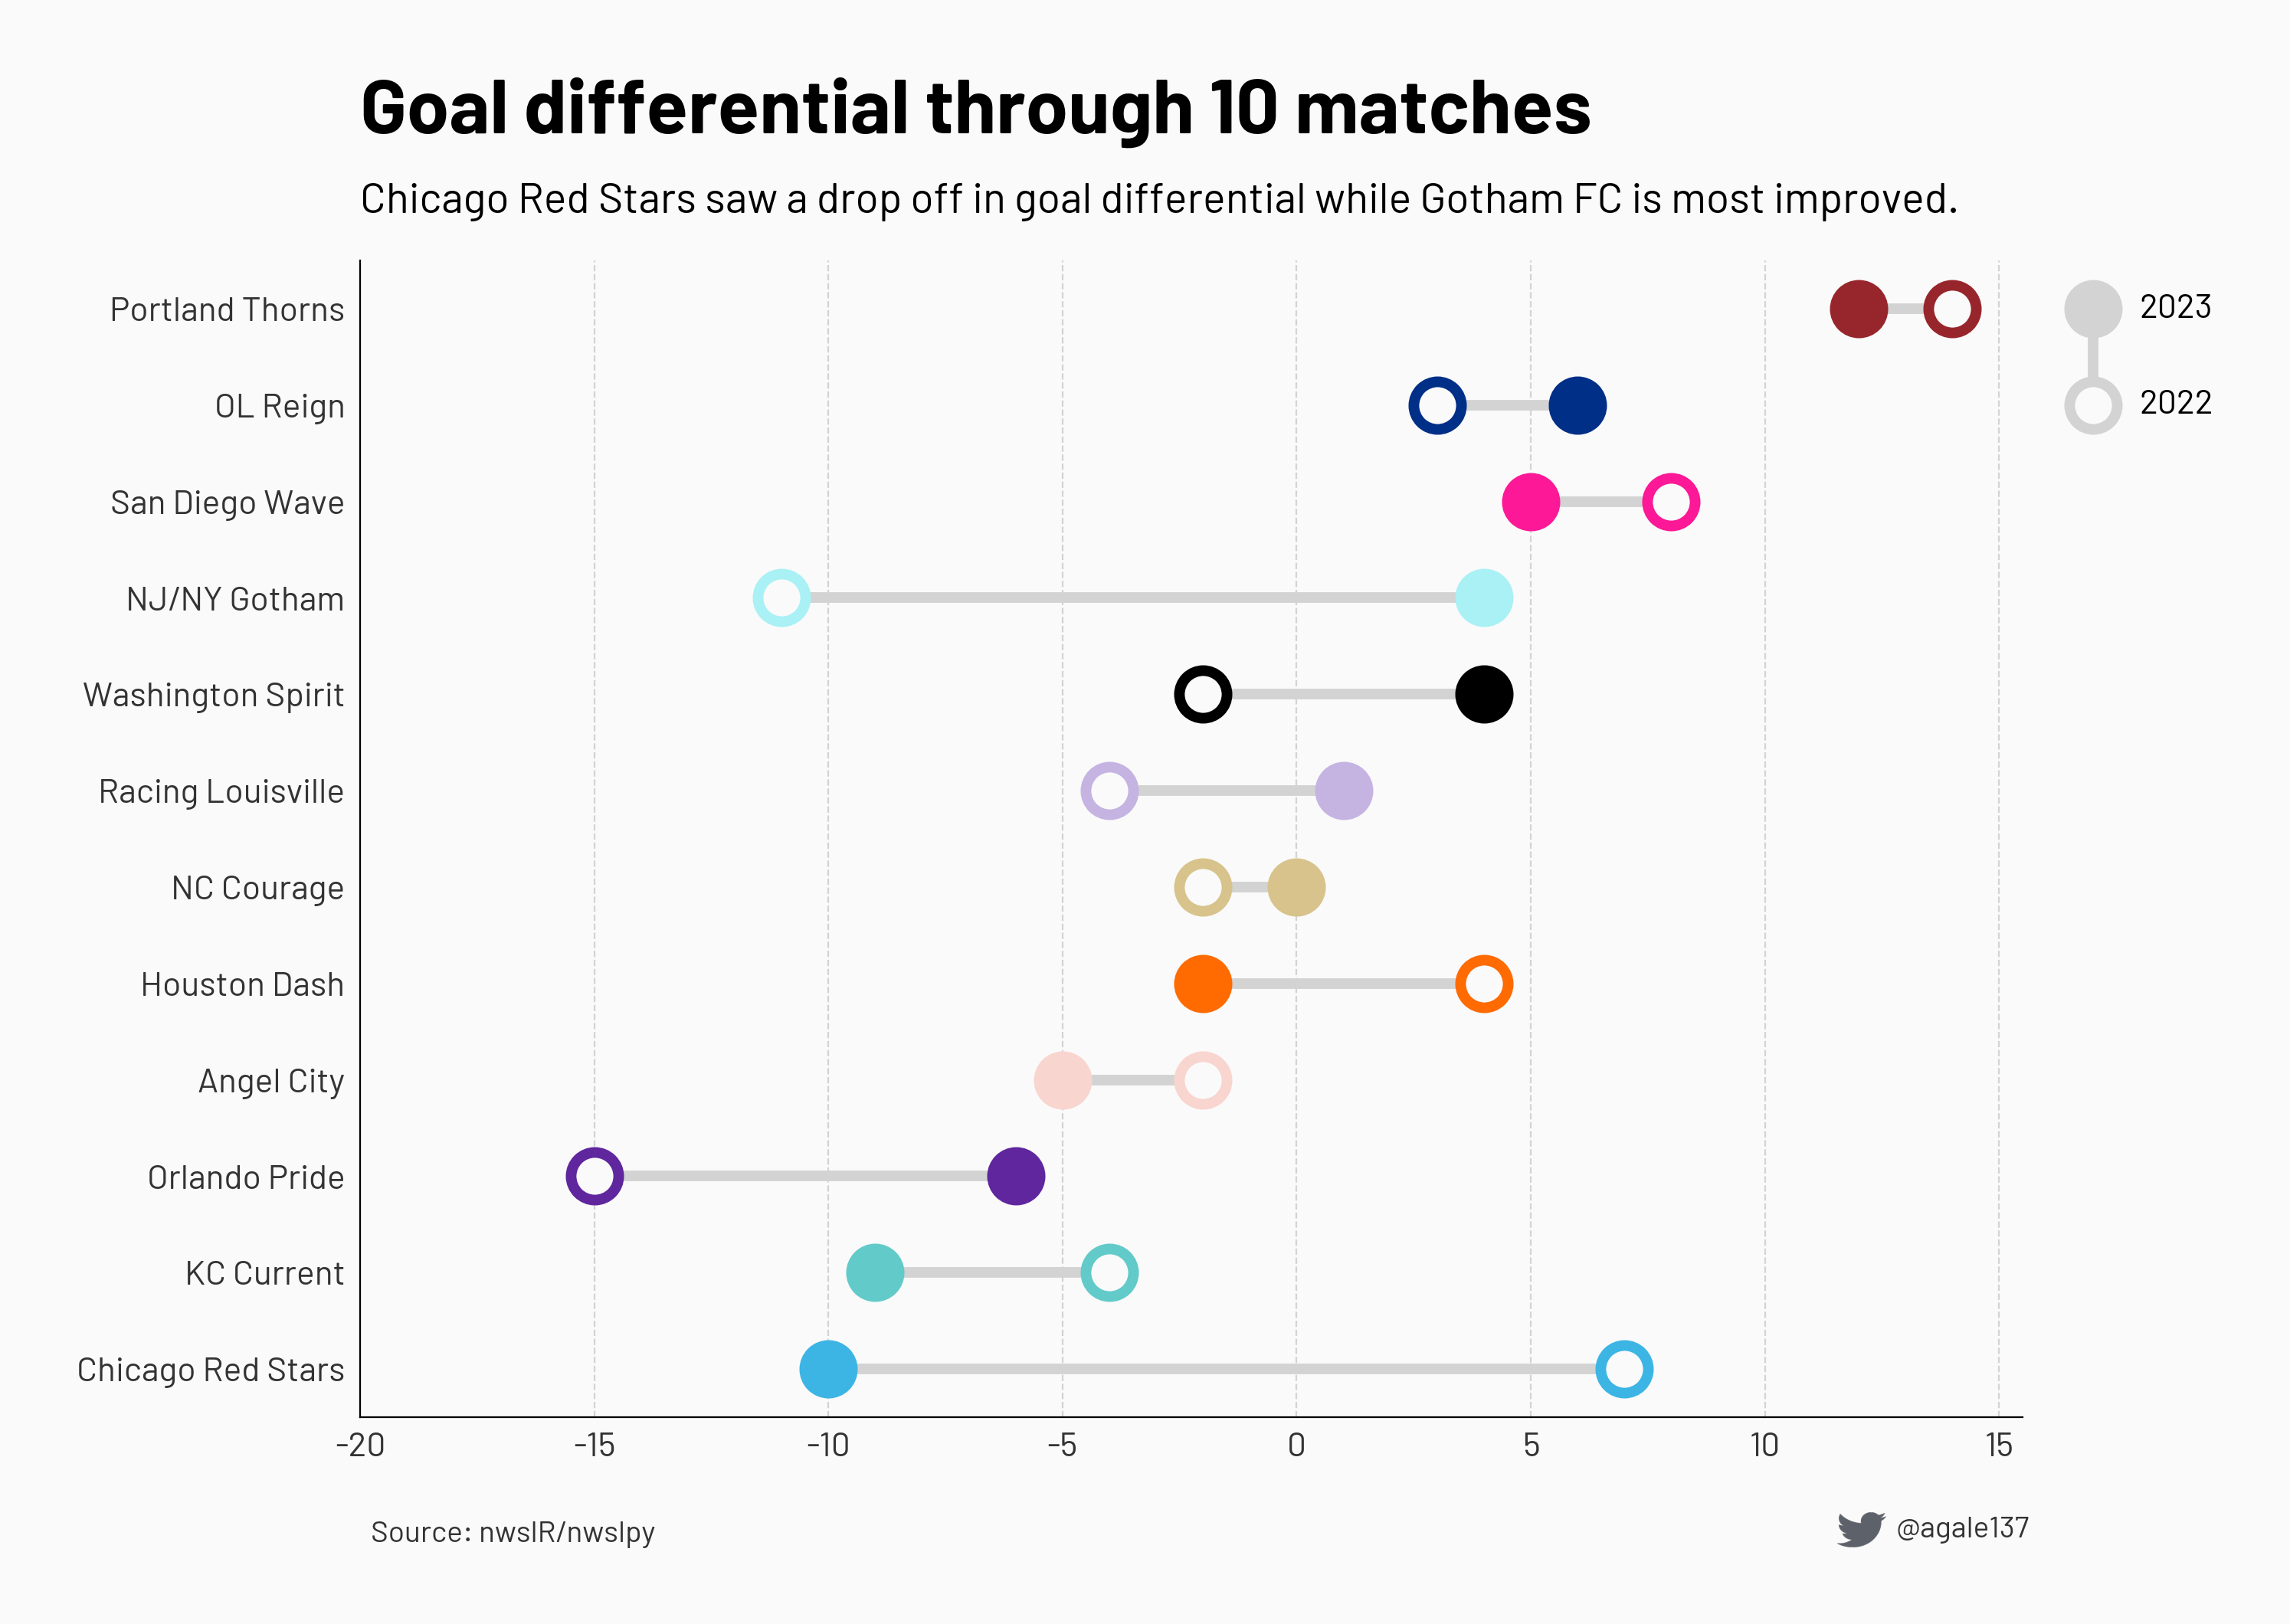 Goal differential through 10 matches
Chicago Red Stars saw a drop off in goal differential while Gotham FC is most improved.
Portland Thorns
2023
OL Reign
2022
San Diego Wave
NJ/NY Gotham
Washington Spirit
Racing Louisville
NC Courage
Houston Dash
Angel City
Orlando Pride
KC Current
Chicago Red Stars
-20 -15 -10 -5 0 5 10 15
Source: nwslR/nwslpy
@agale137